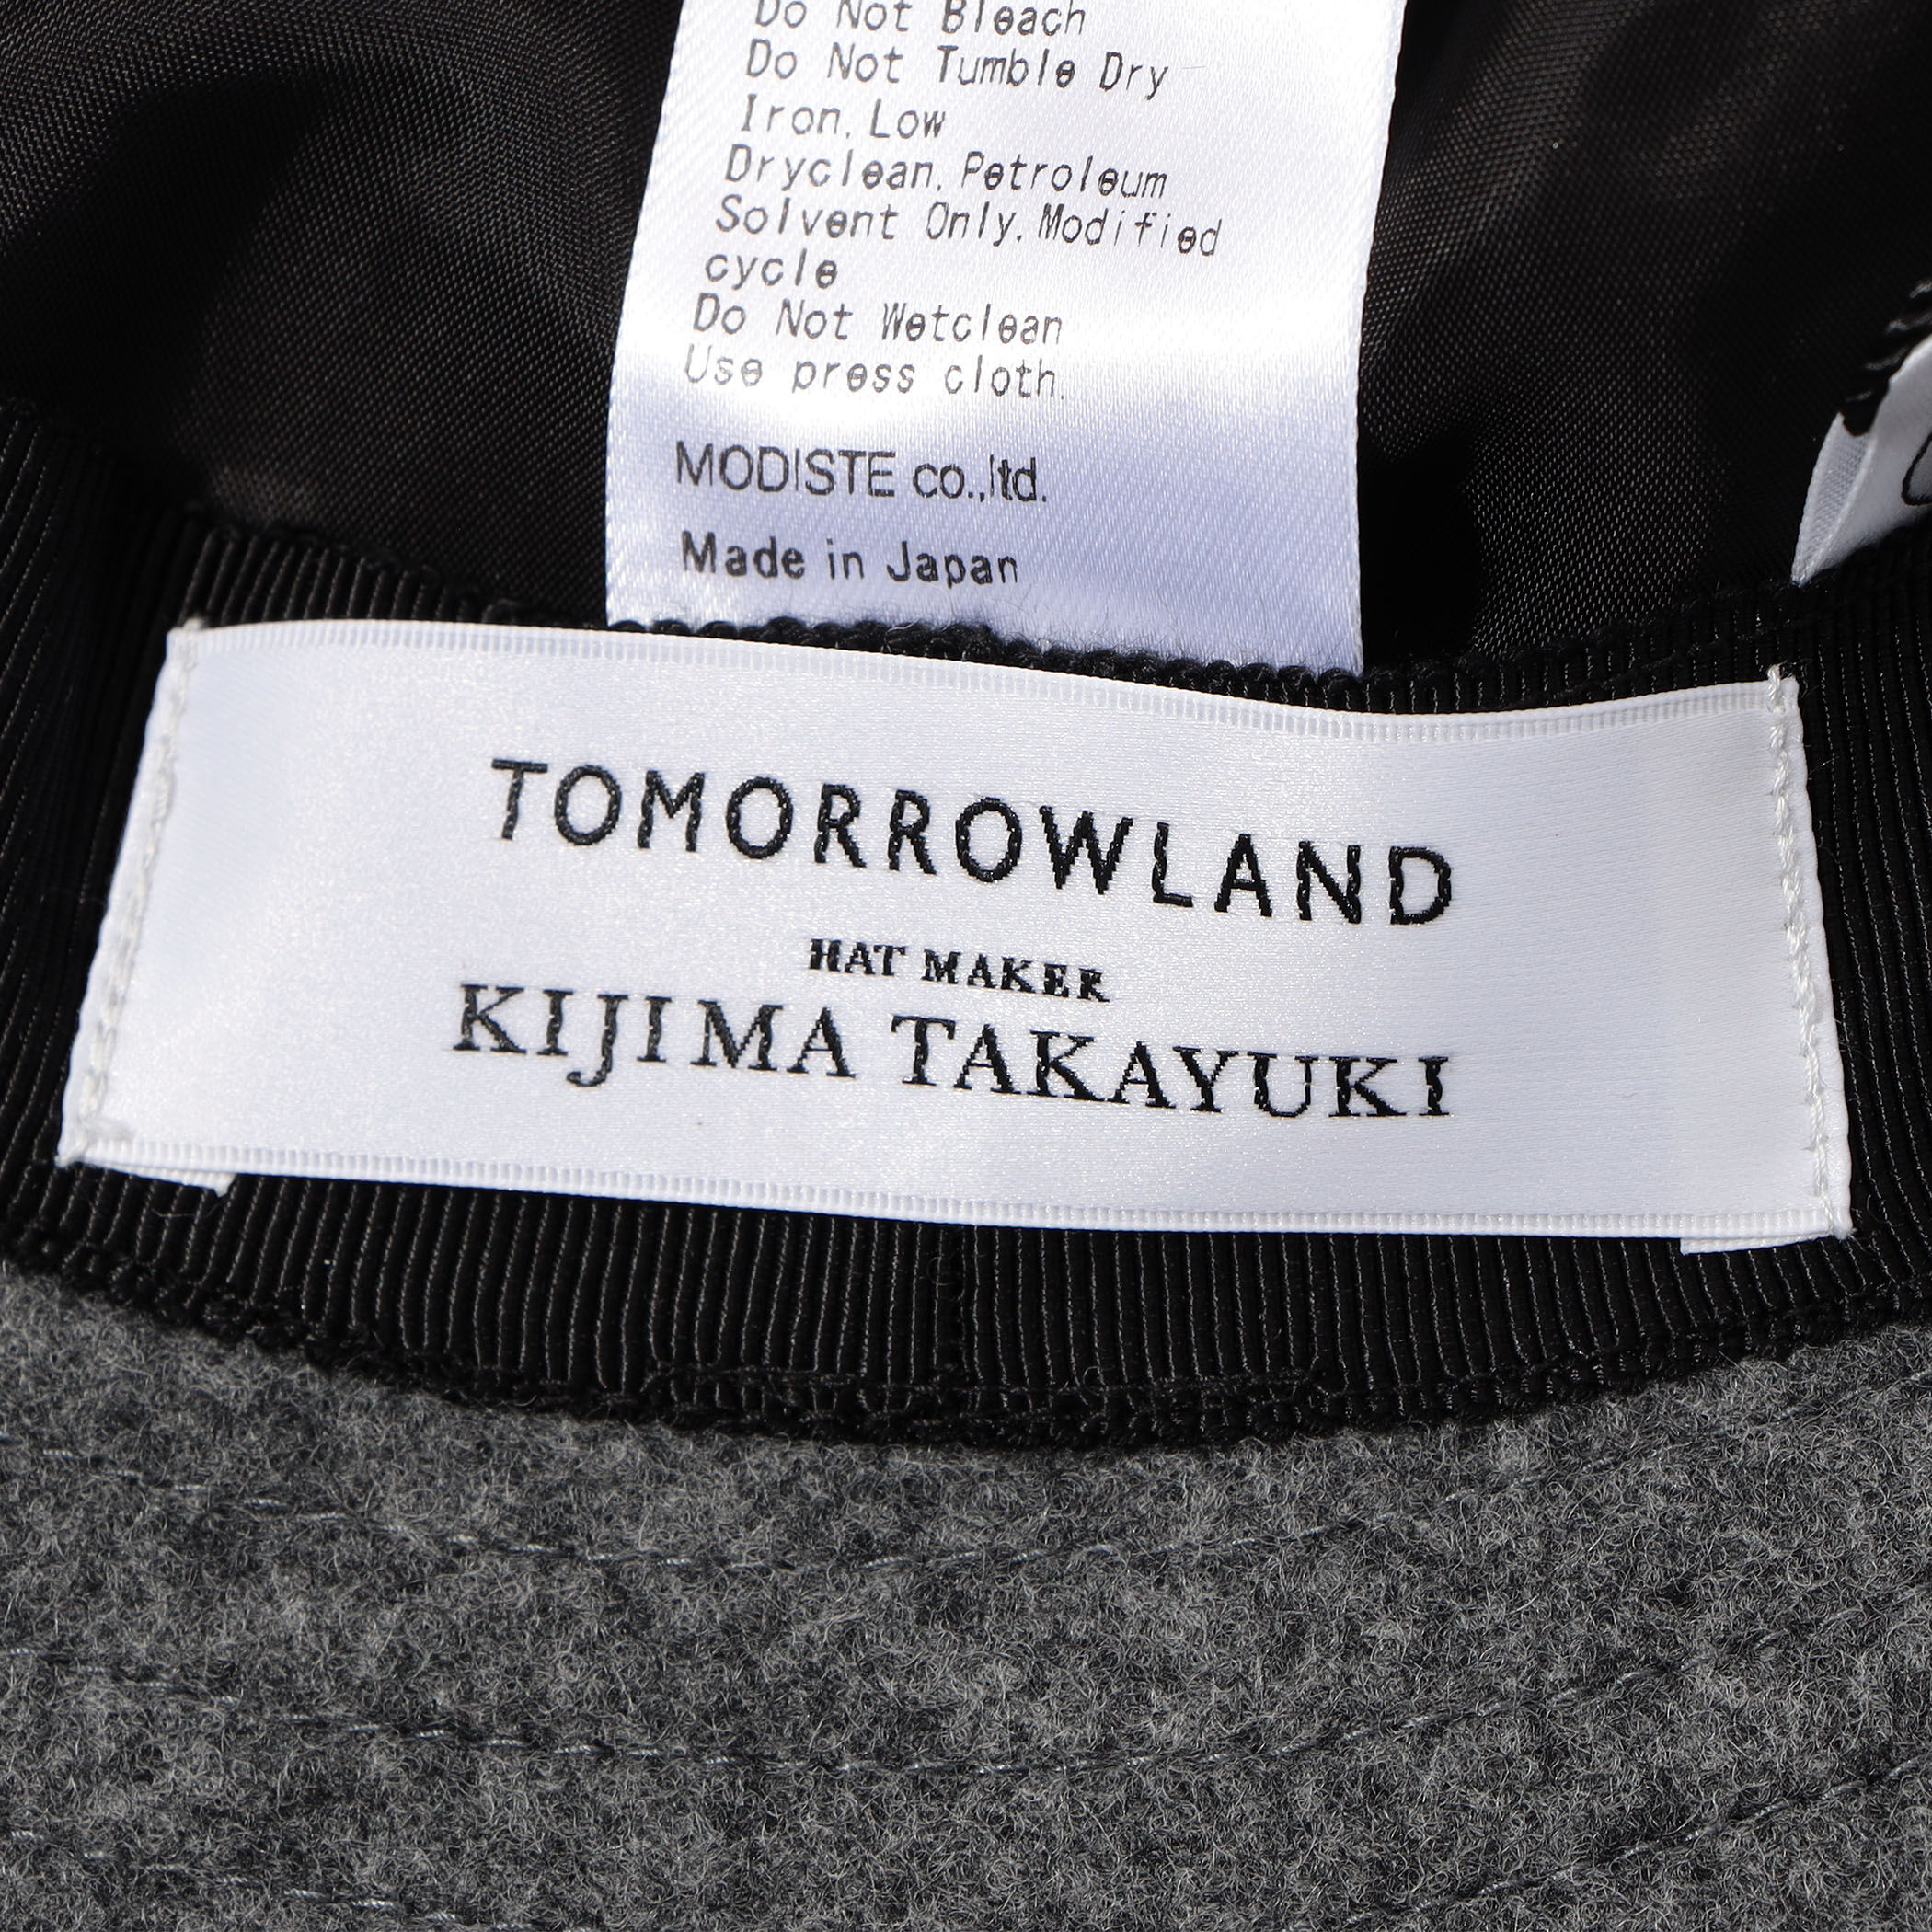 Do Not Bleach
Do Not Tumble Dry
Iron, Low
Dryclean, Petroleum
Solvent Only, Modified
cycle
Do Not Wetclean
Use press cloth.
MODISTE co.,ltd.
Made in Japan
TOMORROWLAND
HAT MAKER
KIJIMA TAKAYUKI